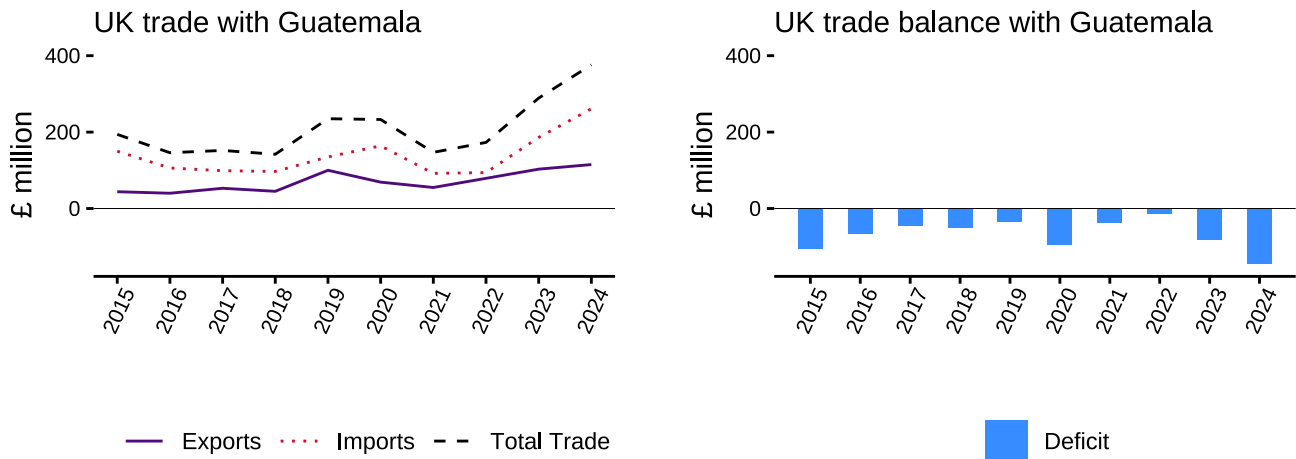 UK trade with Guatemala
400
200
0
£ million
2015 2016 2017 2018 2019 2020 2021 2022 2023 2024
Exports Imports Total Trade
UK trade balance with Guatemala
400
200
0
£ million
2015 2016 2017 2018 2019 2020 2021 2022 2023 2024
Deficit